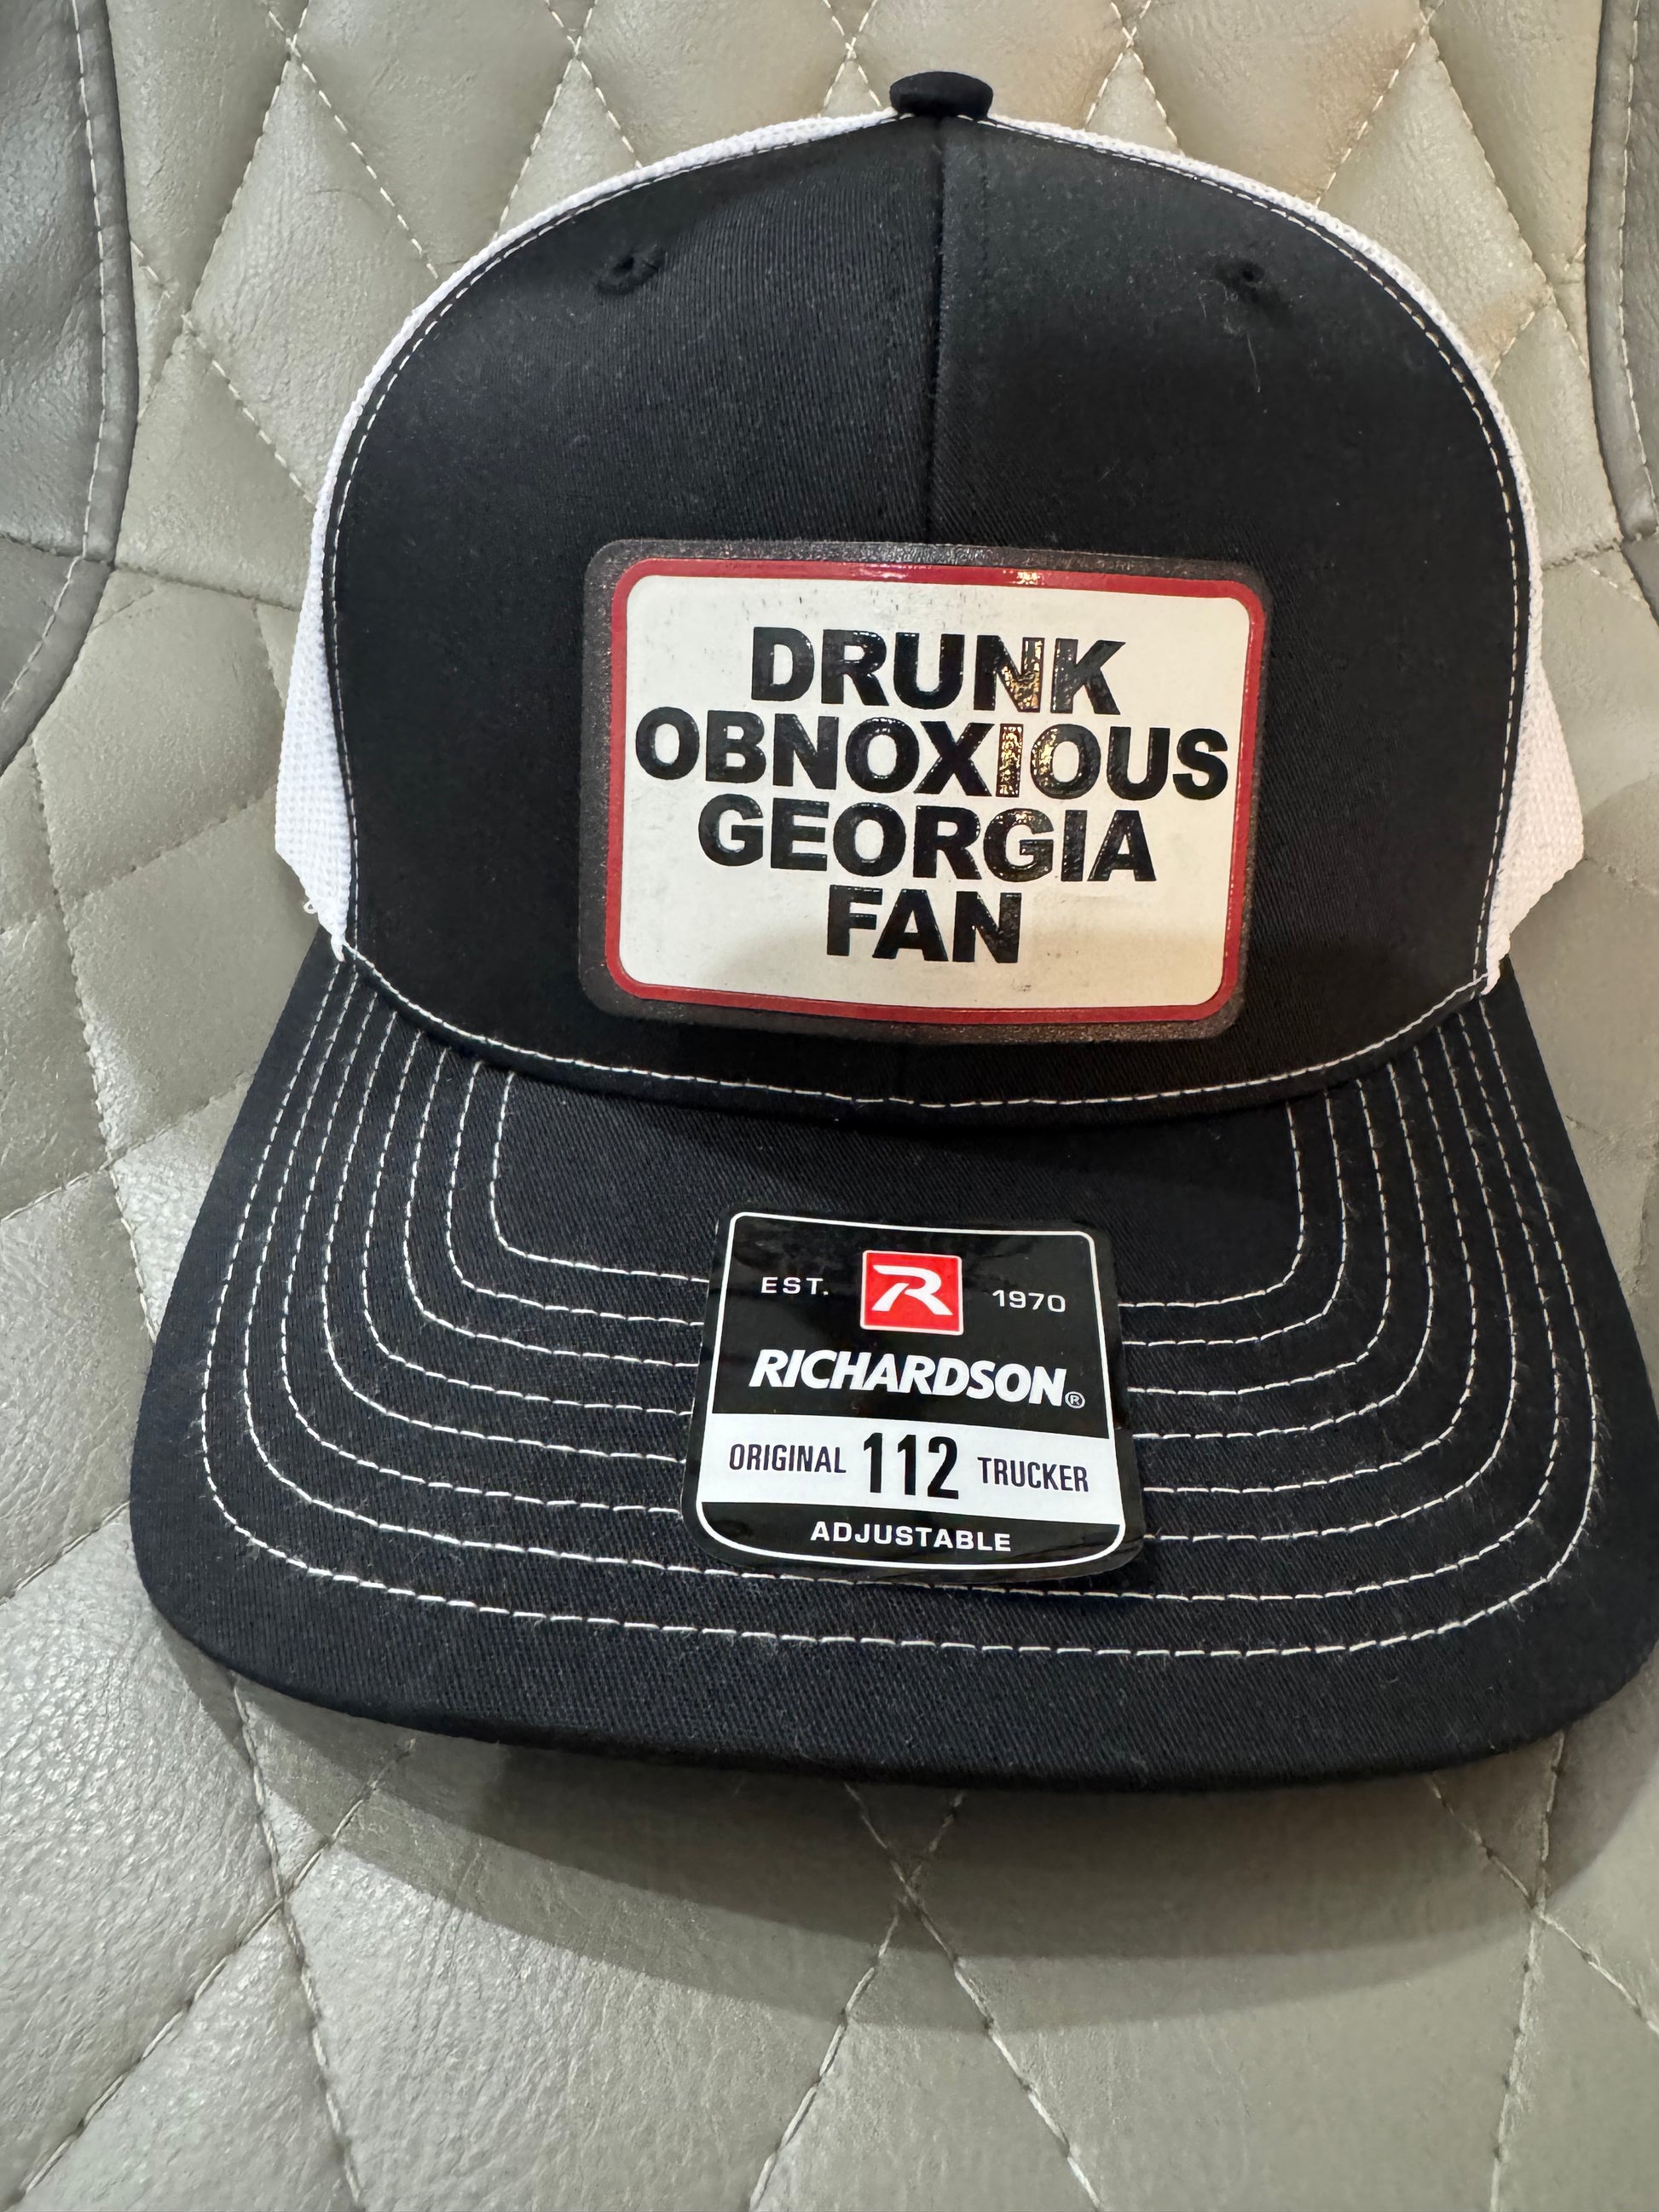 DRUNK
OBNOXIOUS
GEORGIA
FAN
EST. R 1970
RICHARDSON®
ORIGINAL 112 TRUCKER
ADJUSTABLE